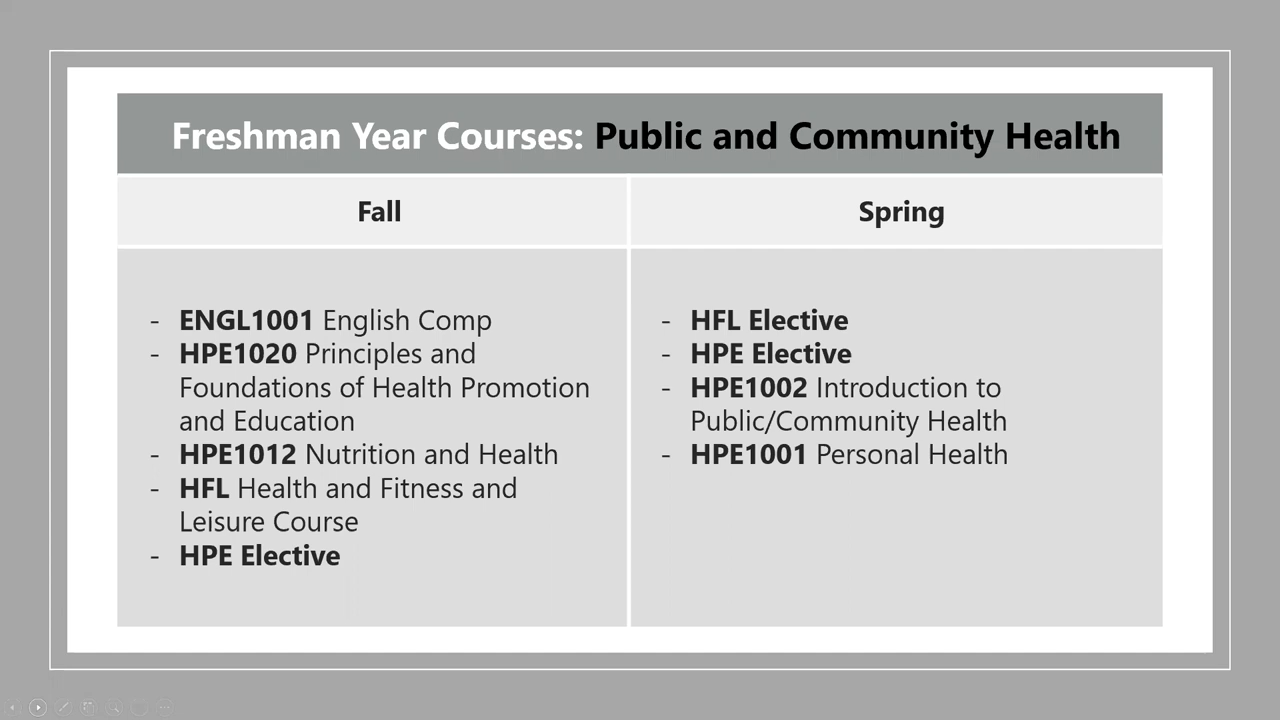 Freshman Year Courses: Public and Community Health
Fall
Spring
- ENGL1001 English Comp
- HPE1020 Principles and
Foundations of Health Promotion
and Education
- HPE1012 Nutrition and Health
- HFL Health and Fitness and
Leisure Course
- HPE Elective
- HFL Elective
- HPE Elective
- HPE1002 Introduction to
Public/Community Health
- HPE1001 Personal Health